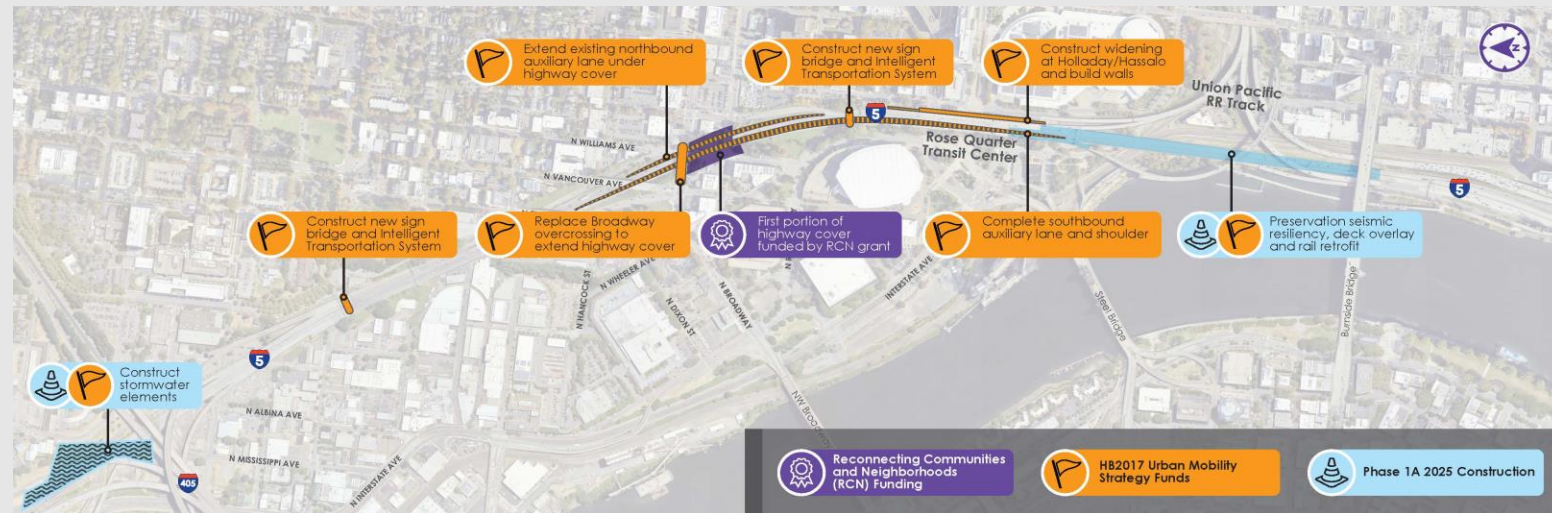 Extend existing northbound
auxiliary lane under
highway cover
Construct new sign
bridge and Intelligent
Transportation System
Construct widening
at Holladay/Hassalo
and build walls
N
Union Pacific
RR Track
5
N WILLIAMS AVE
Rose Quarter
Transit Center
N VANCOUVER AVE
5
Construct new sign
bridge and Intelligent
Transportation System
Replace Broadway
overcrossing to
extend highway cover
First portion of
highway cover
funded by RCN grant
Complete southbound
auxiliary lane and shoulder
Preservation seismic
resiliency, deck overlay
and rail retrofit
N WHEELER AVE
N HANCOCK ST
N DIXON ST
N BROADWAY
INTERSTATE AVE
Steel Bridge
Burnside Bridge
5
Construct
stormwater
elements
N ALBINA AVE
N MISSISSIPPI AVE
405
N INTERSTATE AVE
NW Broadway
Reconnecting Communities
and Neighborhoods
(RCN) Funding
HB2017 Urban Mobility
Strategy Funds
Phase 1A 2025 Construction